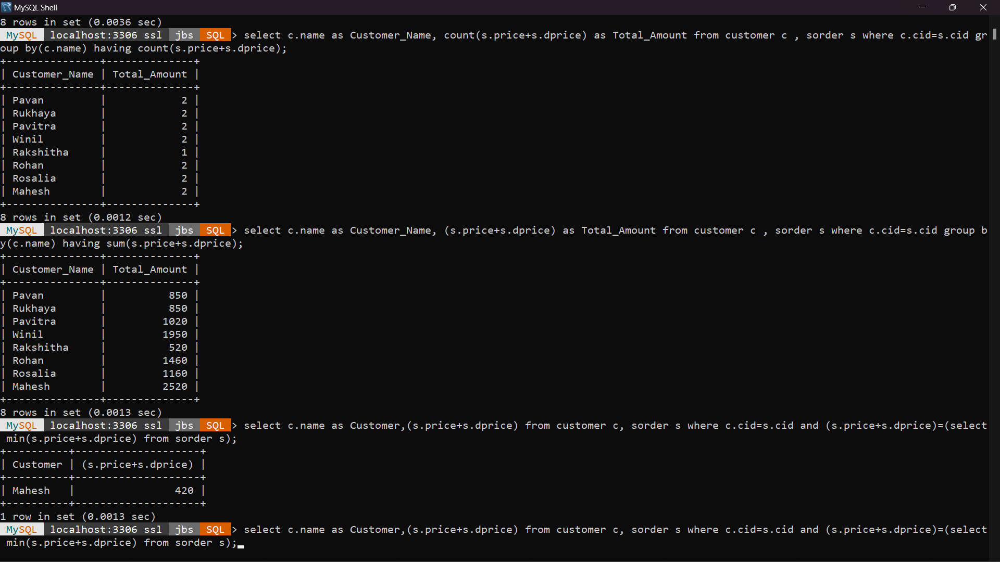 MySQL Shell
8 rows in set (0.0036 sec)
MySQL localhost:3306 ssl jbs SQL > select c.name as Customer_Name, count(s.price+s.dprice) as Total_Amount from customer c , sorder s where c.cid=s.cid gr
oup by(c.name) having count(s.price+s.dprice);
+---------------+--------------+
| Customer_Name | Total_Amount |
+---------------+--------------+
| Pavan         |            2 |
| Rukhaya       |            2 |
| Pavitra       |            2 |
| Winil         |            2 |
| Rakshitha     |            1 |
| Rohan         |            2 |
| Rosalia       |            2 |
| Mahesh        |            2 |
+---------------+--------------+
8 rows in set (0.0012 sec)
MySQL localhost:3306 ssl jbs SQL > select c.name as Customer_Name, (s.price+s.dprice) as Total_Amount from customer c , sorder s where c.cid=s.cid group b
y(c.name) having sum(s.price+s.dprice);
+---------------+--------------+
| Customer_Name | Total_Amount |
+---------------+--------------+
| Pavan         |          850 |
| Rukhaya       |          850 |
| Pavitra       |         1020 |
| Winil         |         1950 |
| Rakshitha     |          520 |
| Rohan         |         1460 |
| Rosalia       |         1160 |
| Mahesh        |         2520 |
+---------------+--------------+
8 rows in set (0.0013 sec)
MySQL localhost:3306 ssl jbs SQL > select c.name as Customer,(s.price+s.dprice) from customer c, sorder s where c.cid=s.cid and (s.price+s.dprice)=(select
 min(s.price+s.dprice) from sorder s);
+----------+--------------------+
| Customer | (s.price+s.dprice) |
+----------+--------------------+
| Mahesh   |                420 |
+----------+--------------------+
1 row in set (0.0013 sec)
MySQL localhost:3306 ssl jbs SQL > select c.name as Customer,(s.price+s.dprice) from customer c, sorder s where c.cid=s.cid and (s.price+s.dprice)=(select
 min(s.price+s.dprice) from sorder s);